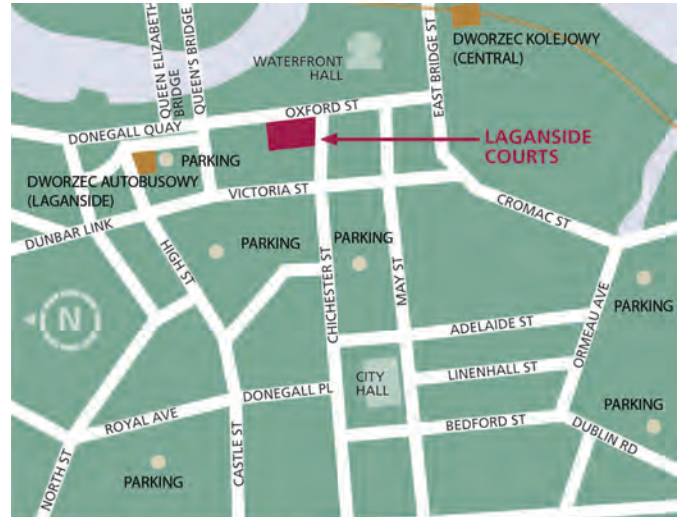 QUEEN ELIZABETH
BRIDGE
QUEEN'S BRIDGE
WATERFRONT
HALL
EAST BRIDGE ST
DWORZEC KOLEJOWY
(CENTRAL)
OXFORD ST
DONEGALL QUAY
LAGANSIDE
COURTS
PARKING
DWORZEC AUTOBUSOWY
(LAGANSIDE)
VICTORIA ST
CROMAC ST
DUNBAR LINK
HIGH ST
PARKING
PARKING
CHICHESTER ST
MAY ST
N
ORMEAU AVE
PARKING
ADELAIDE ST
LINENHALL ST
CITY
HALL
DONEGALL PL
BEDFORD ST
PARKING
DUBLIN RD
ROYAL AVE
CASTLE ST
NORTH ST
PARKING